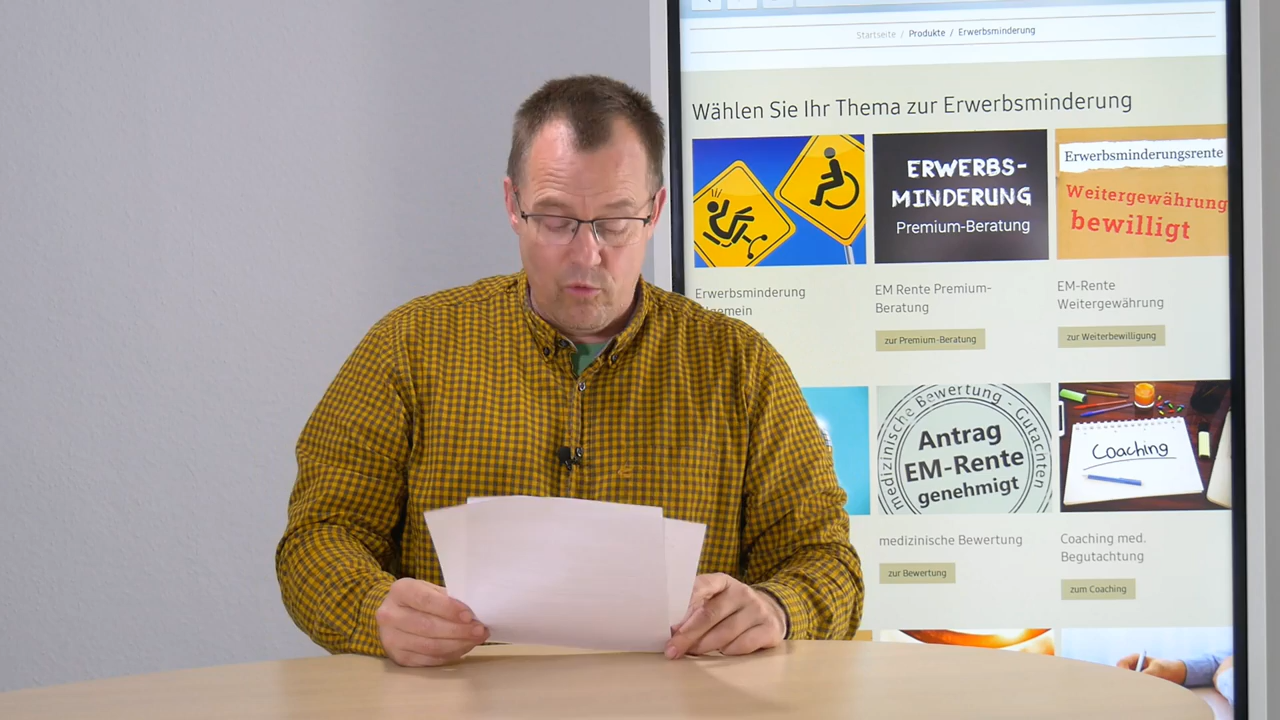 Startseite / Produkte / Erwerbsminderung
Wählen Sie Ihr Thema zur Erwerbsminderung
ERWERBS-
MINDERUNG
Premium-Beratung
Erwerbsminderungsrente
Weitergewährung
bewilligt
Erwerbsminderung
EM Rente Premium-
Beratung
zur Premium-Beratung
EM-Rente
Weitergewährung
zur Weiterbewilligung
medizinische Bewertung - Gutachten
Antrag
EM-Rente
genehmigt
Coaching
medizinische Bewertung
zur Bewertung
Coaching med.
Begutachtung
zum Coaching